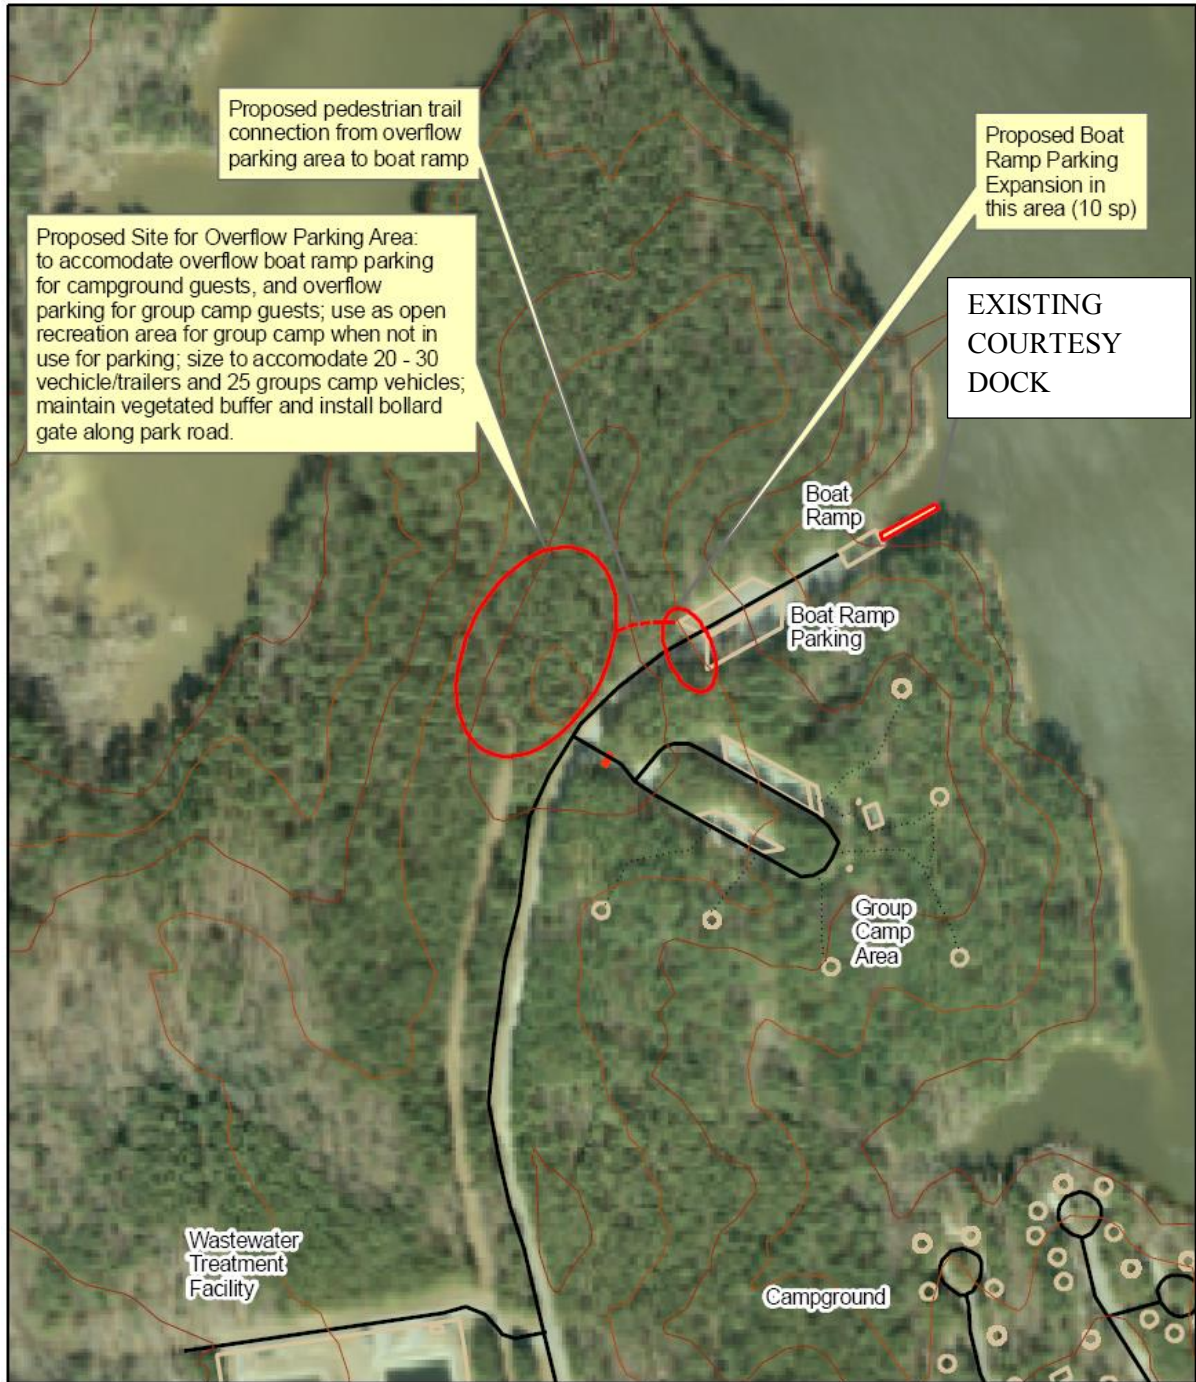 Proposed pedestrian trail
connection from overflow
parking area to boat ramp
Proposed Boat
Ramp Parking
Expansion in
this area (10 sp)
Proposed Site for Overflow Parking Area:
to accomodate overflow boat ramp parking
for campground guests, and overflow
parking for group camp guests; use as open
recreation area for group camp when not in
use for parking; size to accomodate 20 - 30
vechicle/trailers and 25 groups camp vehicles;
maintain vegetated buffer and install bollard
gate along park road.
EXISTING
COURTESY
DOCK
Boat
Ramp
Boat Ramp
Parking
Group
Camp
Area
Wastewater
Treatment
Facility
Campground